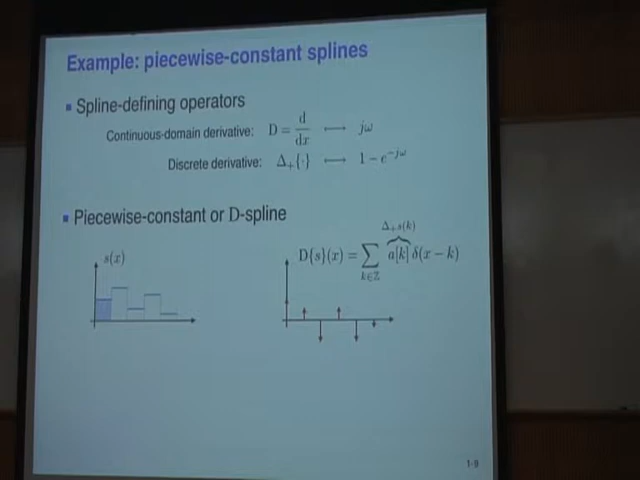 Example: piecewise-constant splines
▪ Spline-defining operators
Continuous-domain derivative: D = d/dx ⟷ jω
Discrete derivative: Δ₊{·} ⟷ 1 − e^{−jω}
▪ Piecewise-constant or D-spline
s(x)
Δ₊s(k)
D{s}(x) = ∑_{k∈ℤ} a[k] δ(x − k)
1-9